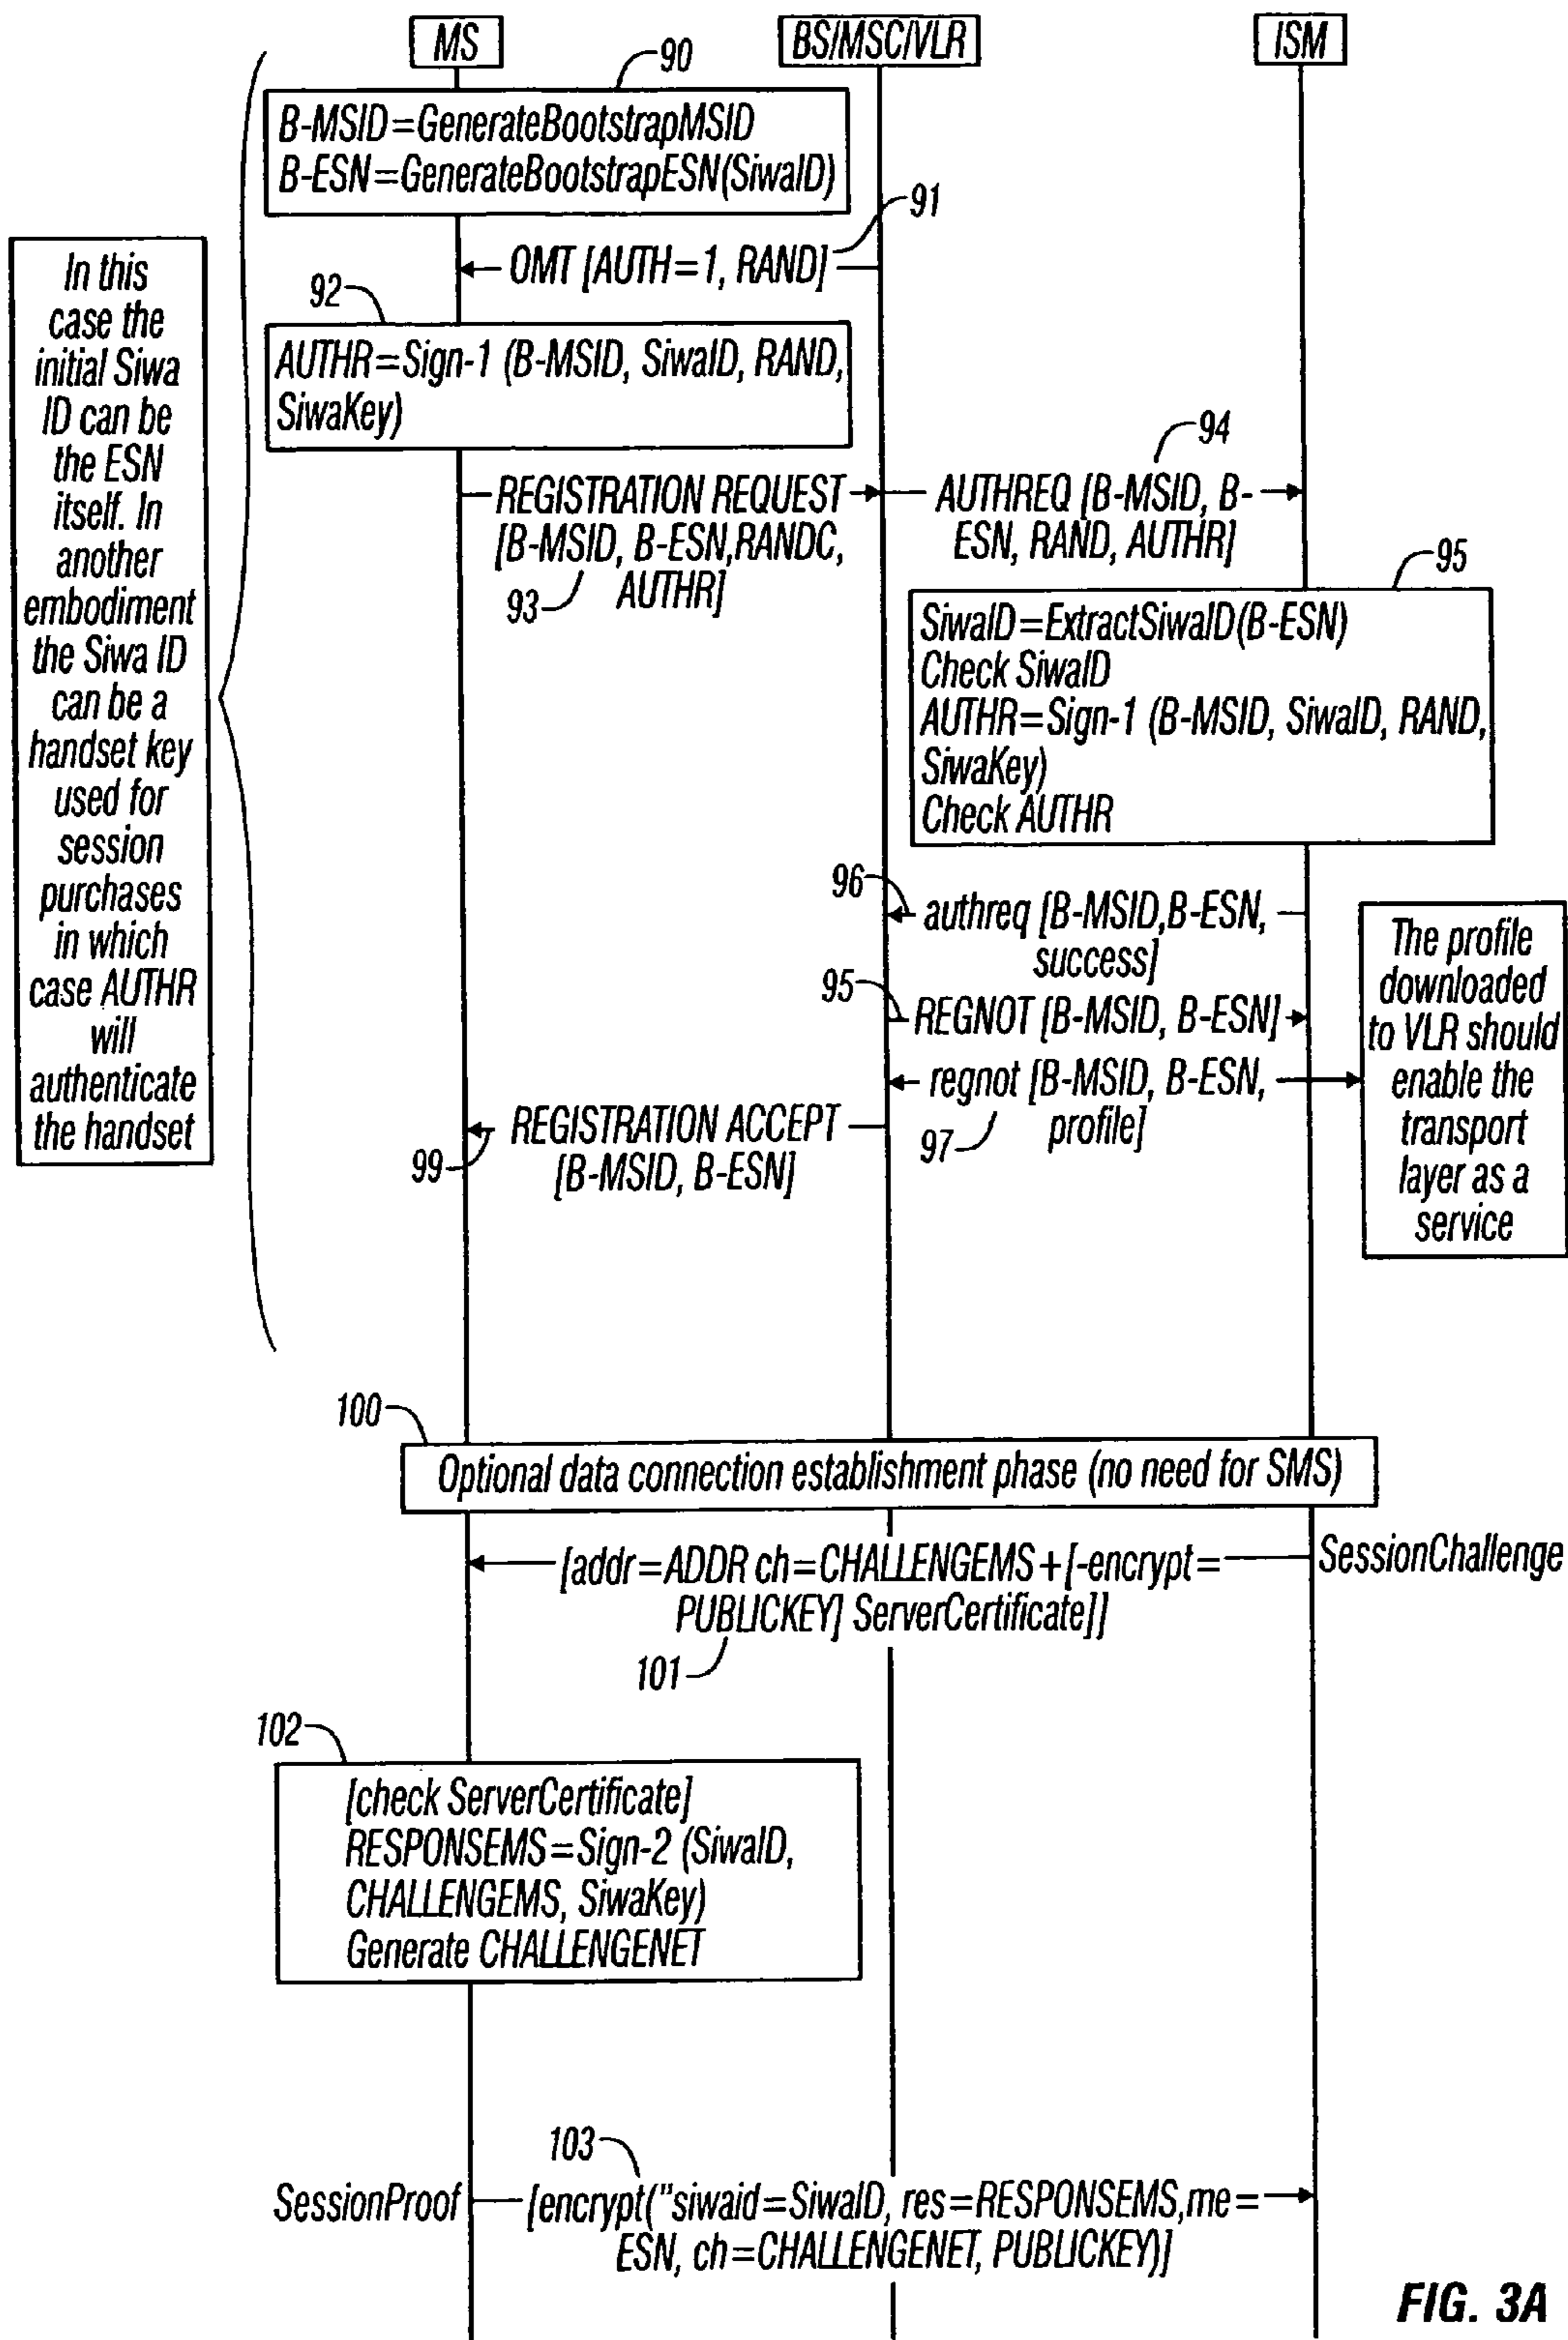 MS
BS/MSC/VLR
ISM
90
B-MSID=GenerateBootstrapMSID
B-ESN=GenerateBootstrapESN(SiwaID)
91
OMT [AUTH=1, RAND]
In this
case the
initial Siwa
ID can be
the ESN
itself. In
another
embodiment
the Siwa ID
can be a
handset key
used for
session
purchases
in which
case AUTHR
will
authenticate
the handset
92
AUTHR=Sign-1 (B-MSID, SiwaID, RAND,
SiwaKey)
REGISTRATION REQUEST
[B-MSID, B-ESN,RANDC,
AUTHR]
93
94
AUTHREQ [B-MSID, B-
ESN, RAND, AUTHR]
95
SiwaID=ExtractSiwaID(B-ESN)
Check SiwaID
AUTHR=Sign-1 (B-MSID, SiwaID, RAND,
SiwaKey)
Check AUTHR
96
authreq [B-MSID,B-ESN,
success]
95
REGNOT [B-MSID, B-ESN]
regnot [B-MSID, B-ESN,
profile]
97
The profile
downloaded
to VLR should
enable the
transport
layer as a
service
REGISTRATION ACCEPT
[B-MSID, B-ESN]
99
100
Optional data connection establishment phase (no need for SMS)
SessionChallenge
[addr=ADDR ch=CHALLENGEMS+[-encrypt=
PUBLICKEY] ServerCertificate]]
101
102
[check ServerCertificate]
RESPONSEMS=Sign-2 (SiwaID,
CHALLENGEMS, SiwaKey)
Generate CHALLENGENET
103
SessionProof
[encrypt("siwaid=SiwaID, res=RESPONSEMS,me=
ESN, ch=CHALLENGENET, PUBLICKEY)]
FIG. 3A